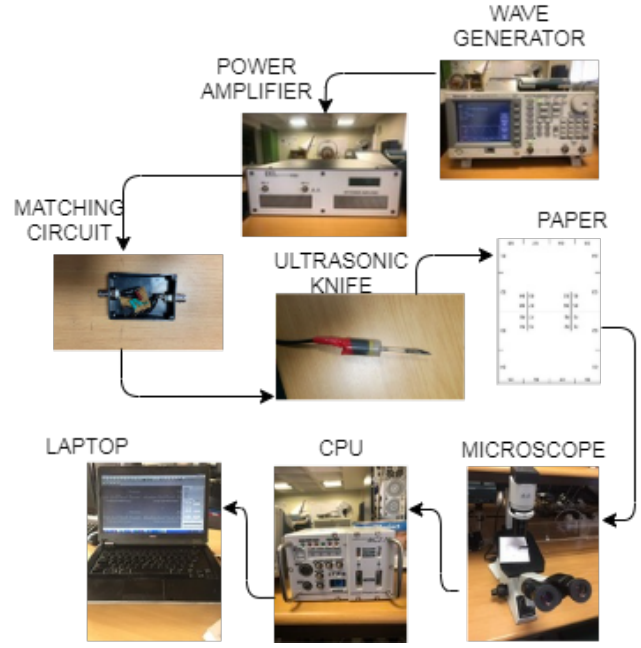 WAVE
GENERATOR
POWER
AMPLIFIER
MATCHING
CIRCUIT
ULTRASONIC
KNIFE
PAPER
LAPTOP
CPU
MICROSCOPE